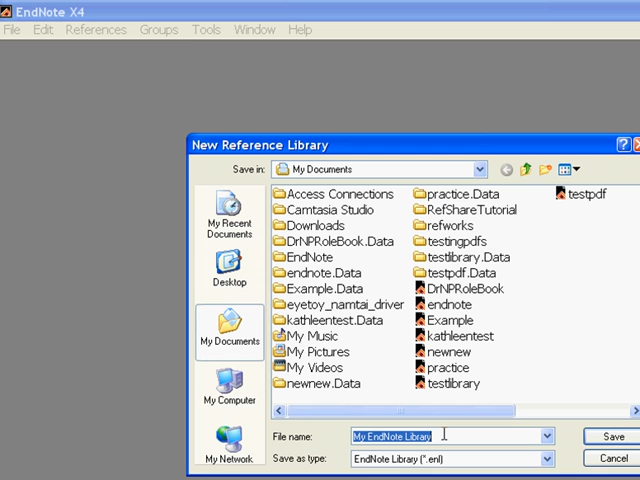 EndNote X4
File Edit References Groups Tools Window Help
New Reference Library
Save in: My Documents
My Recent Documents
Desktop
My Documents
My Computer
My Network
Access Connections
Camtasia Studio
Downloads
DrNPRoleBook.Data
EndNote
endnote.Data
Example.Data
eyetoy_namtai_driver
kathleentest.Data
My Music
My Pictures
My Videos
newnew.Data
practice.Data
RefShareTutorial
refworks
testingpdfs
testlibrary.Data
testpdf.Data
DrNPRoleBook
endnote
Example
kathleentest
newnew
practice
testlibrary
testpdf
File name: My EndNote Library Save
Save as type: EndNote Library (*.enl) Cancel